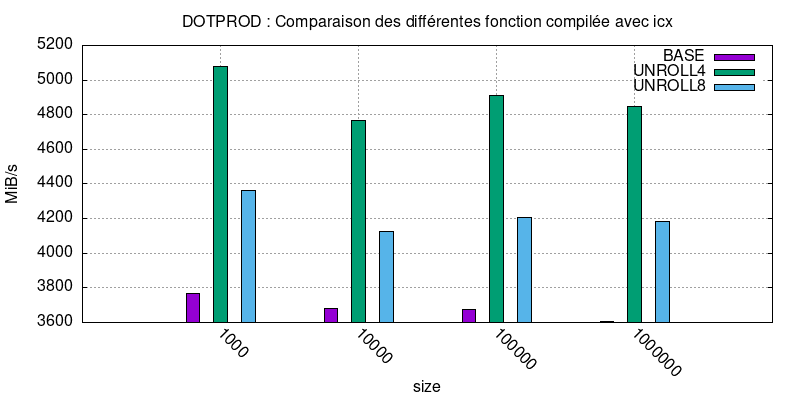 DOTPROD : Comparaison des différentes fonction compilée avec icx
5200
5000
4800
4600
4400
4200
4000
3800
3600
MiB/s
BASE
UNROLL4
UNROLL8
1000
10000
100000
1000000
size